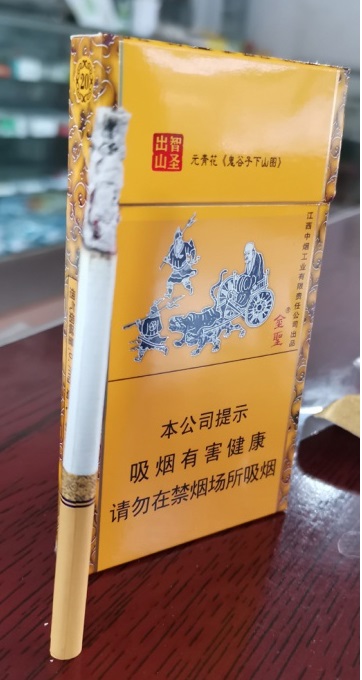 智圣
出山
元青花《鬼谷子下山图》
江西中烟工业有限责任公司出品
金聖
本公司提示
吸烟有害健康
请勿在禁烟场所吸烟